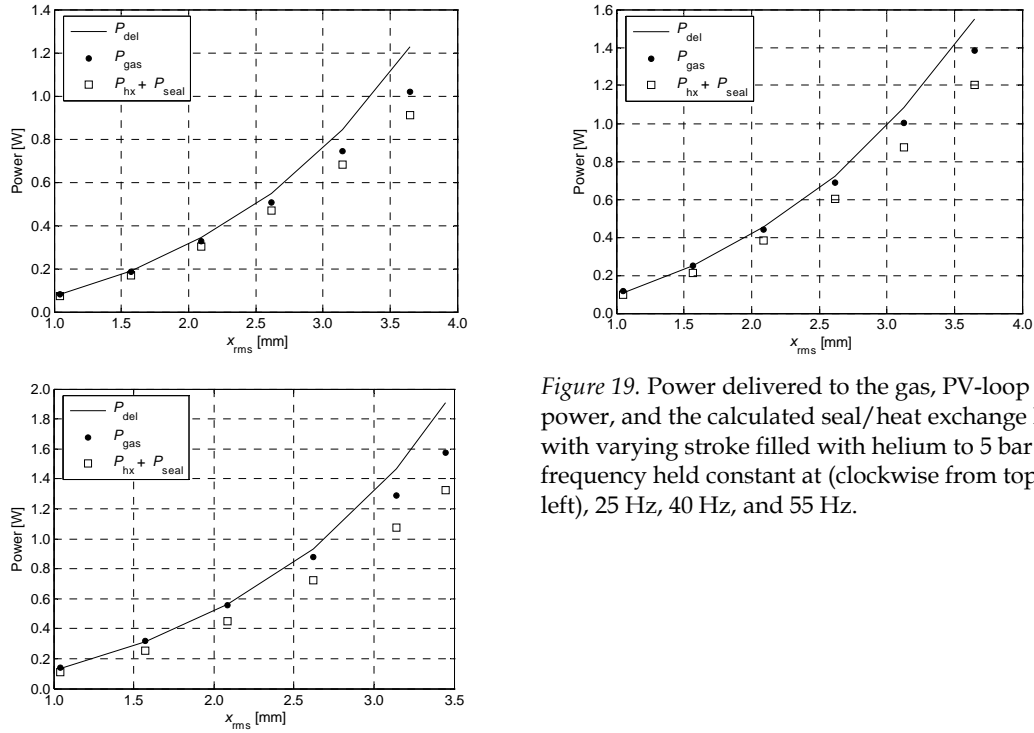 1.4
1.2
1.0
0.8
0.6
0.4
0.2
0.0
Power [W]
P_del
P_gas
P_hx + P_seal
1.0 1.5 2.0 2.5 3.0 3.5 4.0
x_rms [mm]
1.6
1.4
1.2
1.0
0.8
0.6
0.4
0.2
0.0
Power [W]
P_del
P_gas
P_hx + P_seal
1.0 1.5 2.0 2.5 3.0 3.5 4.0
x_rms [mm]
2.0
1.8
1.6
1.4
1.2
1.0
0.8
0.6
0.4
0.2
0.0
Power [W]
P_del
P_gas
P_hx + P_seal
1.0 1.5 2.0 2.5 3.0 3.5
x_rms [mm]
Figure 19. Power delivered to the gas, PV-loop
power, and the calculated seal/heat exchange
with varying stroke filled with helium to 5 bar
frequency held constant at (clockwise from top
left), 25 Hz, 40 Hz, and 55 Hz.